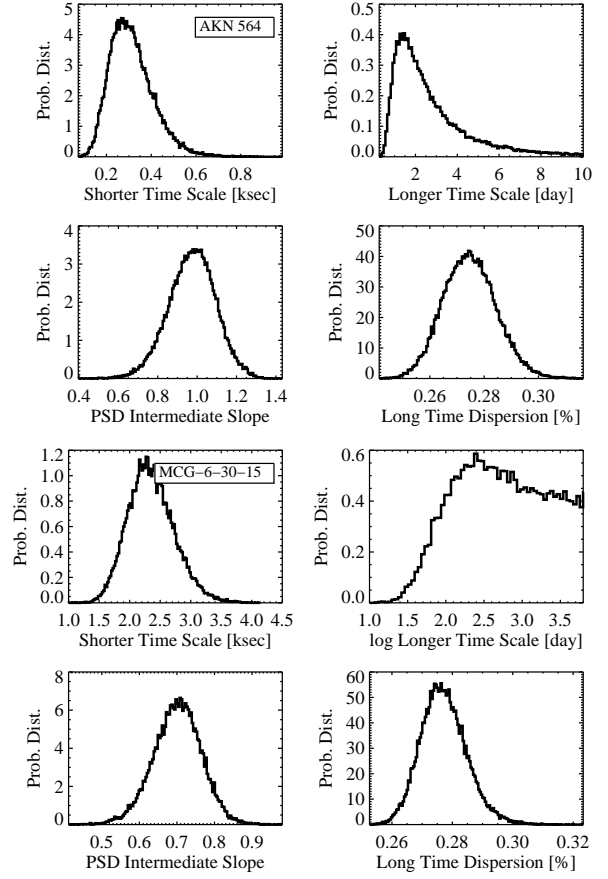 5
4
3
2
1
0
Prob. Dist.
AKN 564
0.2 0.4 0.6 0.8
Shorter Time Scale [ksec]
0.5
0.4
0.3
0.2
0.1
0.0
Prob. Dist.
2 4 6 8 10
Longer Time Scale [day]
4
3
2
1
0
Prob. Dist.
0.4 0.6 0.8 1.0 1.2 1.4
PSD Intermediate Slope
50
40
30
20
10
0
Prob. Dist.
0.26 0.28 0.30
Long Time Dispersion [%]
1.2
1.0
0.8
0.6
0.4
0.2
0.0
Prob. Dist.
MCG−6−30−15
1.0 1.5 2.0 2.5 3.0 3.5 4.0 4.5
Shorter Time Scale [ksec]
0.6
0.4
0.2
0.0
Prob. Dist.
1.0 1.5 2.0 2.5 3.0 3.5
log Longer Time Scale [day]
8
6
4
2
0
Prob. Dist.
0.5 0.6 0.7 0.8 0.9
PSD Intermediate Slope
60
50
40
30
20
10
0
Prob. Dist.
0.26 0.28 0.30 0.32
Long Time Dispersion [%]